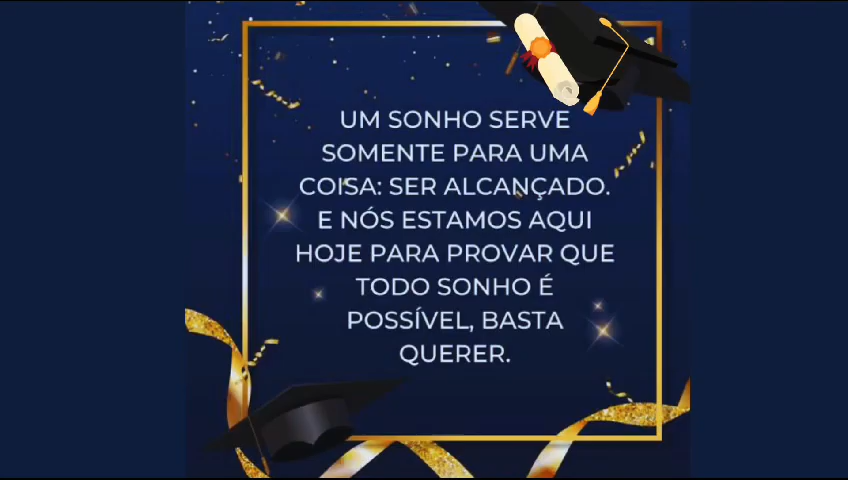 UM SONHO SERVE
SOMENTE PARA UMA
COISA: SER ALCANÇADO.
E NÓS ESTAMOS AQUI
HOJE PARA PROVAR QUE
TODO SONHO É
POSSÍVEL, BASTA
QUERER.